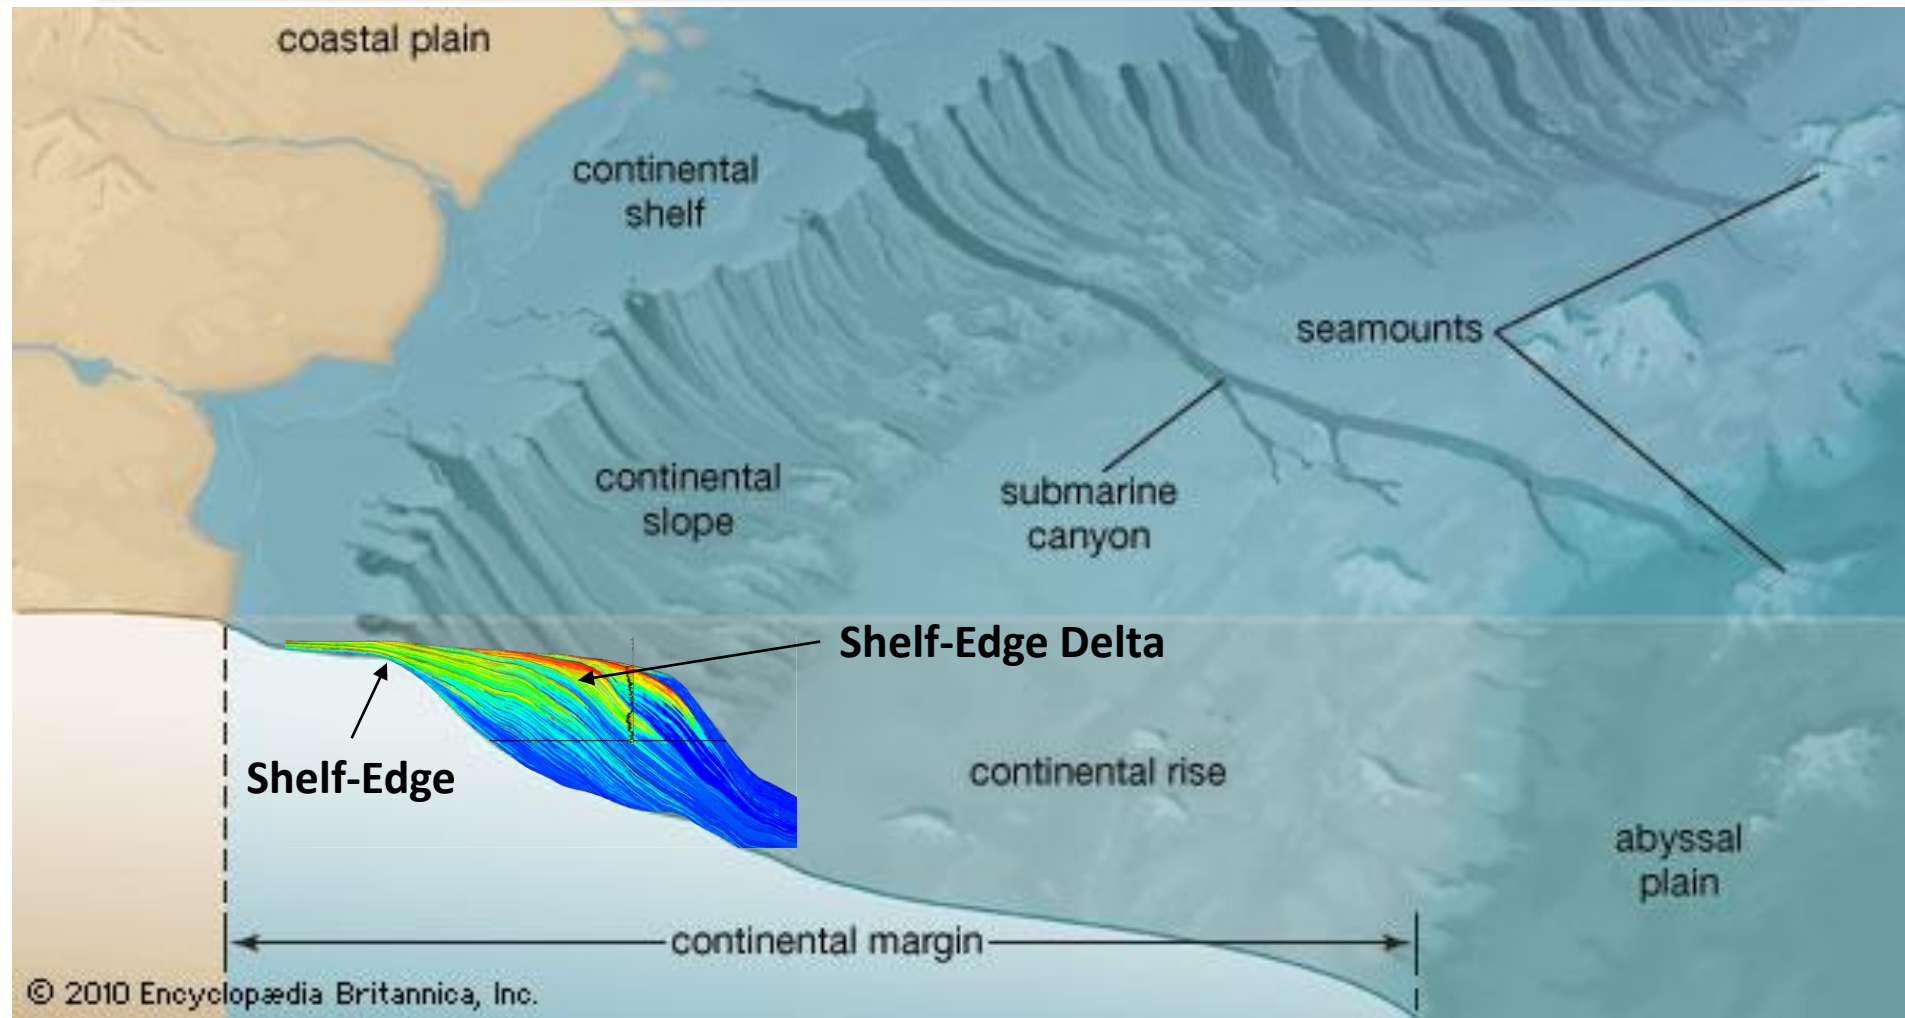 coastal plain
continental
shelf
seamounts
continental
slope
submarine
canyon
Shelf-Edge Delta
Shelf-Edge
continental rise
abyssal
plain
continental margin
© 2010 Encyclopædia Britannica, Inc.